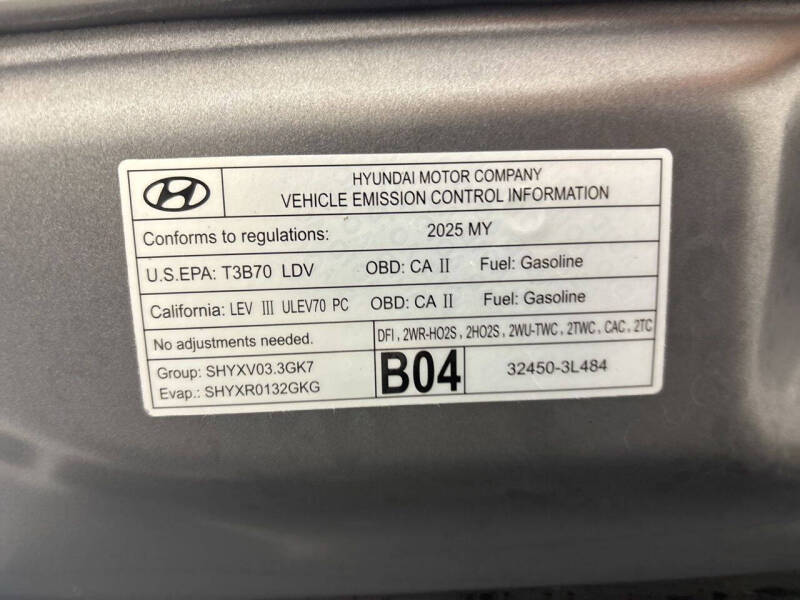 HYUNDAI MOTOR COMPANY
VEHICLE EMISSION CONTROL INFORMATION
Conforms to regulations: 2025 MY
U.S.EPA: T3B70 LDV OBD: CA II Fuel: Gasoline
California: LEV III ULEV70 PC OBD: CA II Fuel: Gasoline
No adjustments needed. DFI, 2WR-HO2S, 2HO2S, 2WU-TWC, 2TWC, CAC, 2TC
Group: SHYXV03.3GK7
Evap.: SHYXR0132GKG
B04
32450-3L484